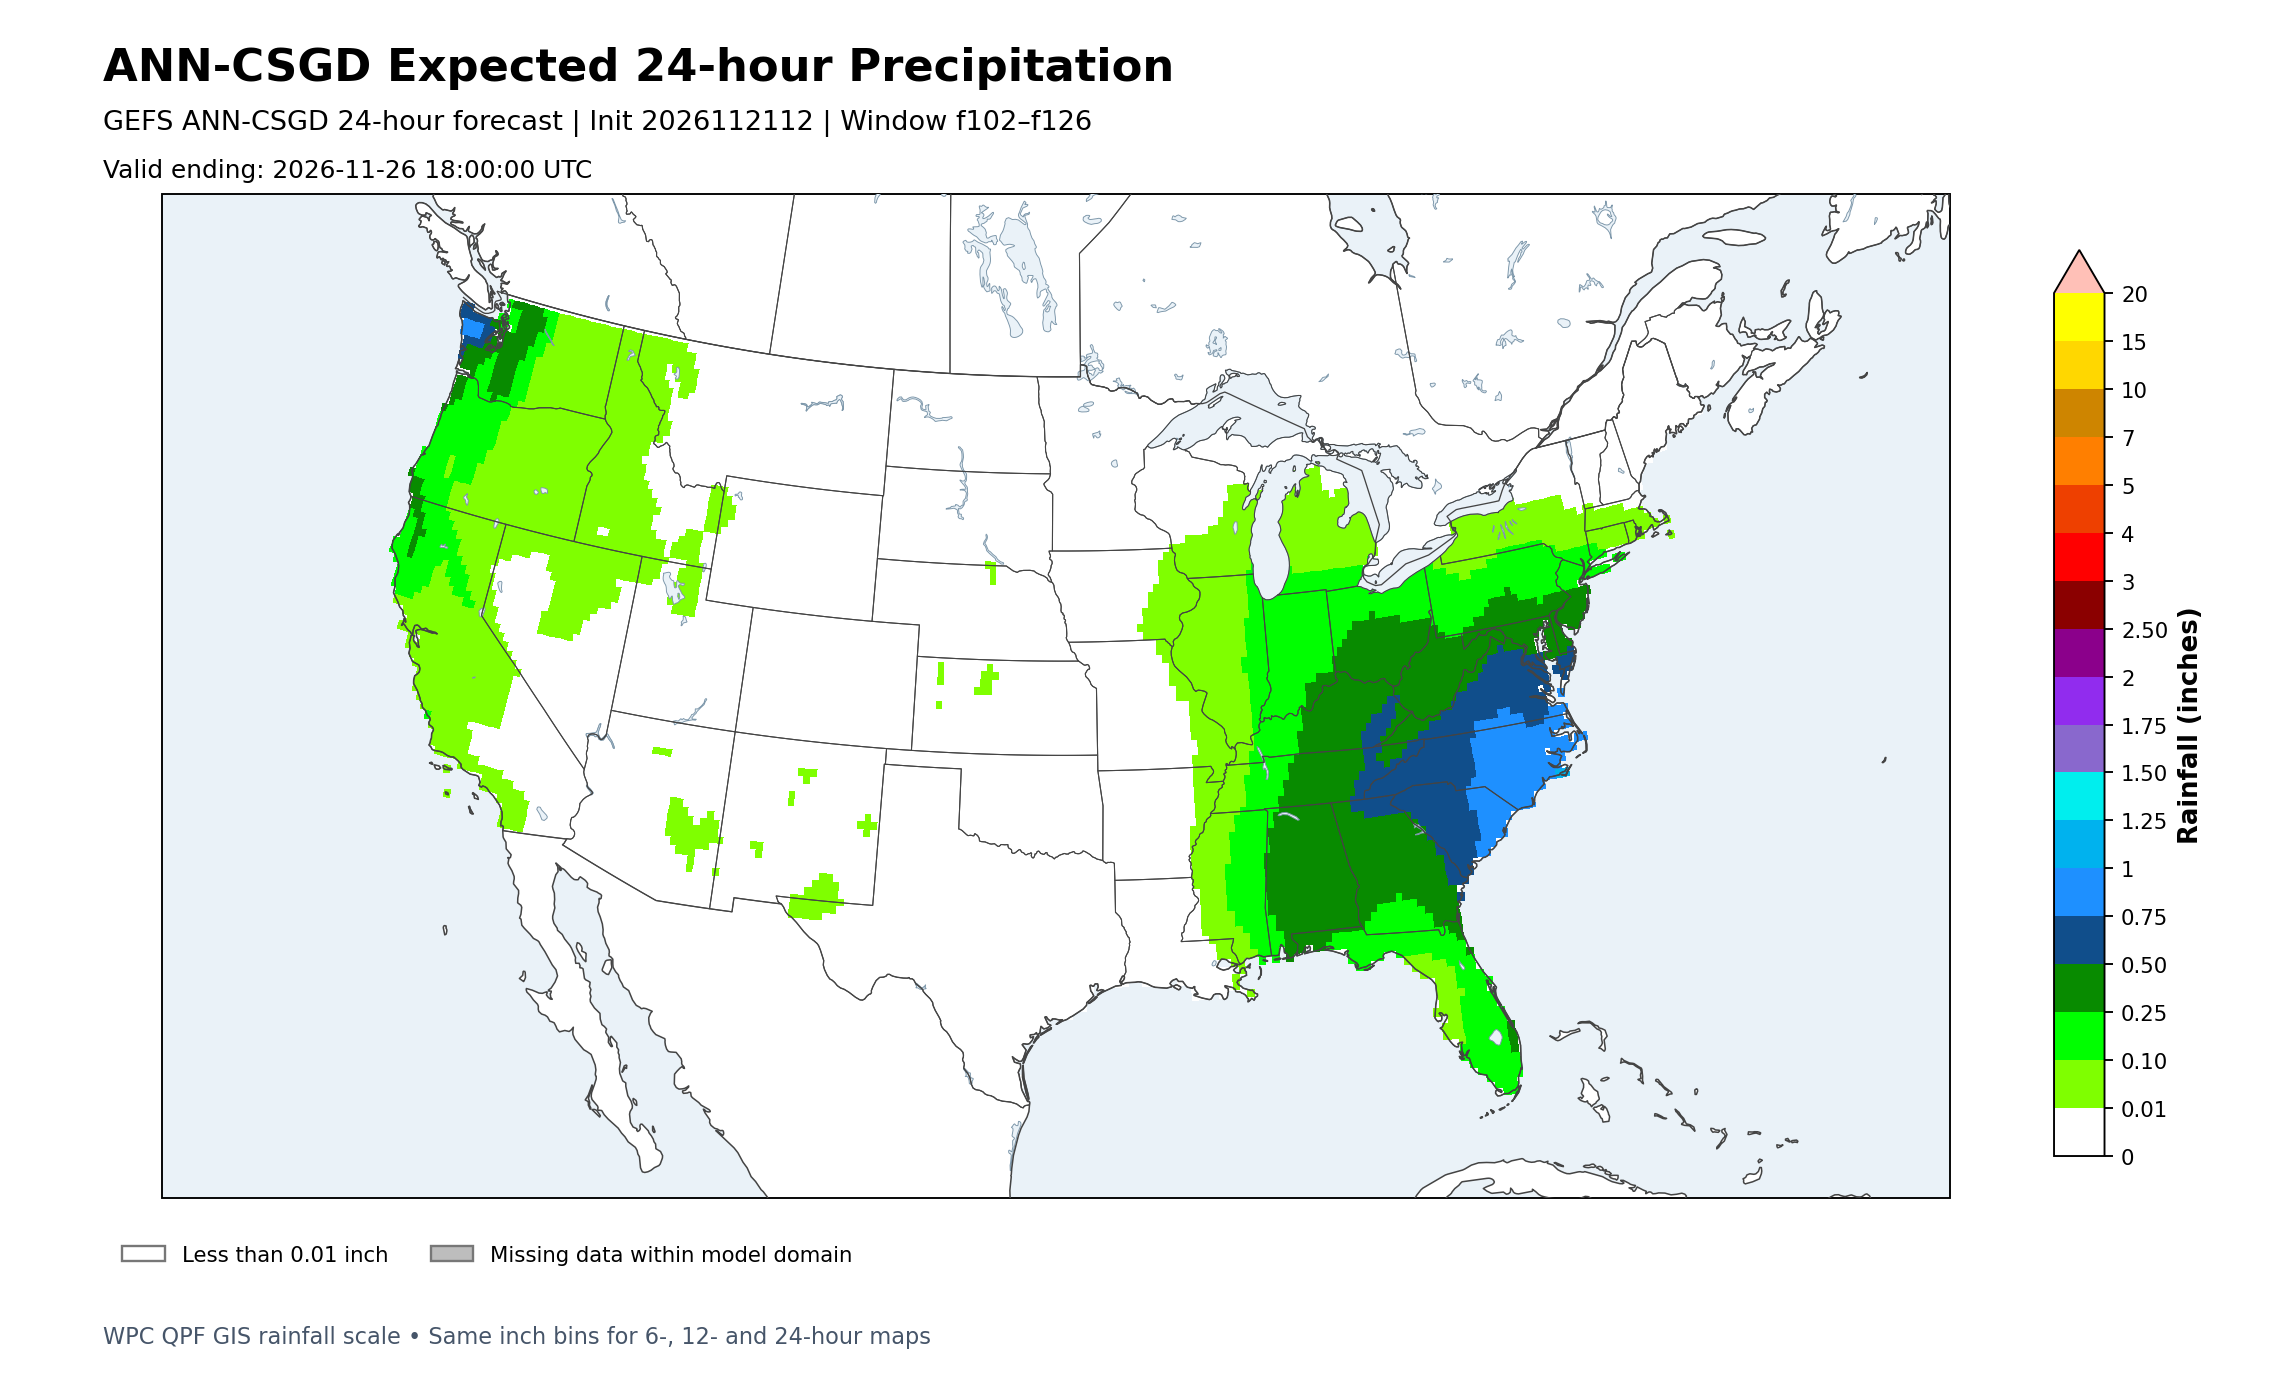 ANN-CSGD Expected 24-hour Precipitation
GEFS ANN-CSGD 24-hour forecast | Init 2026112112 | Window f102–f126
Valid ending: 2026-11-26 18:00:00 UTC
20
15
10
7
5
4
3
2.50
2
1.75
1.50
1.25
1
0.75
0.50
0.25
0.10
0.01
0
Rainfall (inches)
Less than 0.01 inch
Missing data within model domain
WPC QPF GIS rainfall scale • Same inch bins for 6-, 12- and 24-hour maps